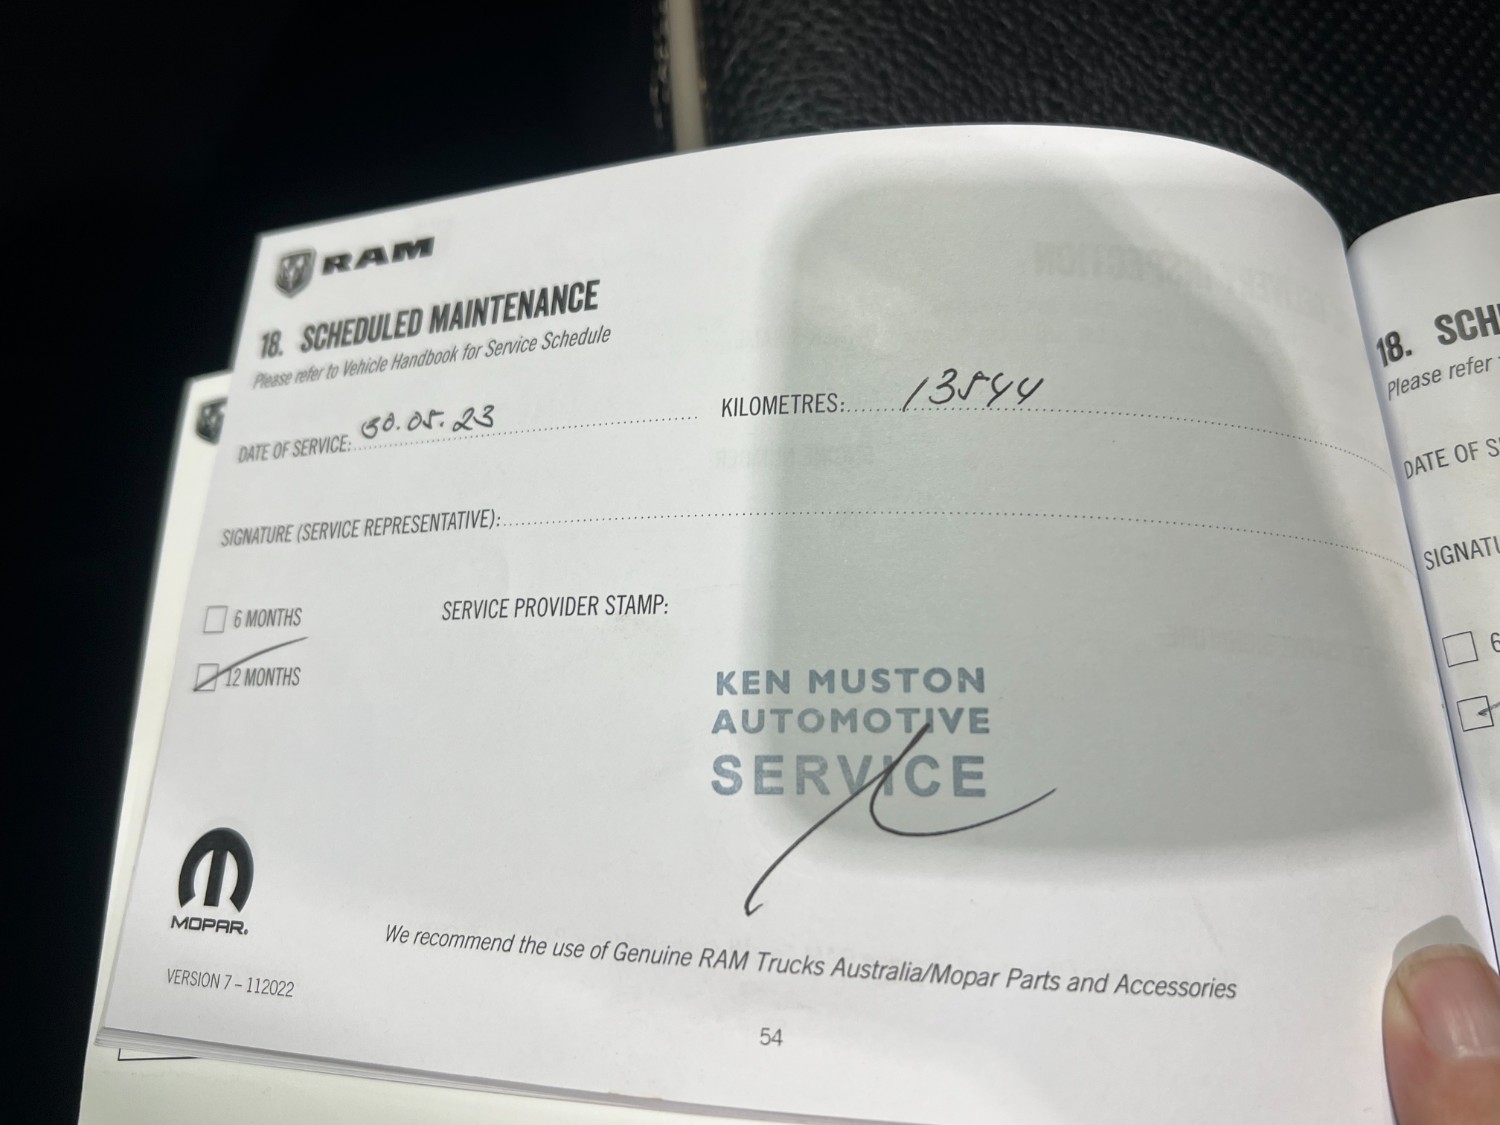 RAM
18. SCHEDULED MAINTENANCE
Please refer to Vehicle Handbook for Service Schedule
DATE OF SERVICE: 30.05.23
KILOMETRES: 13544
SIGNATURE (SERVICE REPRESENTATIVE):
6 MONTHS
12 MONTHS
SERVICE PROVIDER STAMP:
KEN MUSTON
AUTOMOTIVE
SERVICE
MOPAR.
We recommend the use of Genuine RAM Trucks Australia/Mopar Parts and Accessories
VERSION 7 – 112022
54
18. SCH
Please refer
DATE OF S
SIGNATU
6